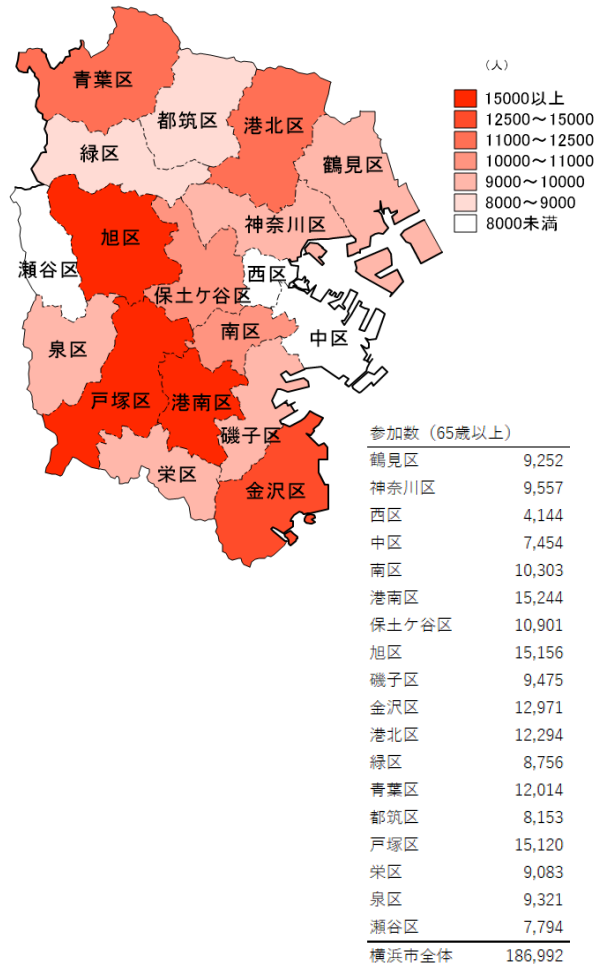 青葉区
都筑区
港北区
緑区
鶴見区
神奈川区
旭区
瀬谷区
西区
保土ケ谷区
南区
中区
泉区
戸塚区
港南区
磯子区
栄区
金沢区
（人）
15000以上
12500～15000
11000～12500
10000～11000
9000～10000
8000～9000
8000未満
参加数（65歳以上）
鶴見区 9,252
神奈川区 9,557
西区 4,144
中区 7,454
南区 10,303
港南区 15,244
保土ケ谷区 10,901
旭区 15,156
磯子区 9,475
金沢区 12,971
港北区 12,294
緑区 8,756
青葉区 12,014
都筑区 8,153
戸塚区 15,120
栄区 9,083
泉区 9,321
瀬谷区 7,794
横浜市全体 186,992